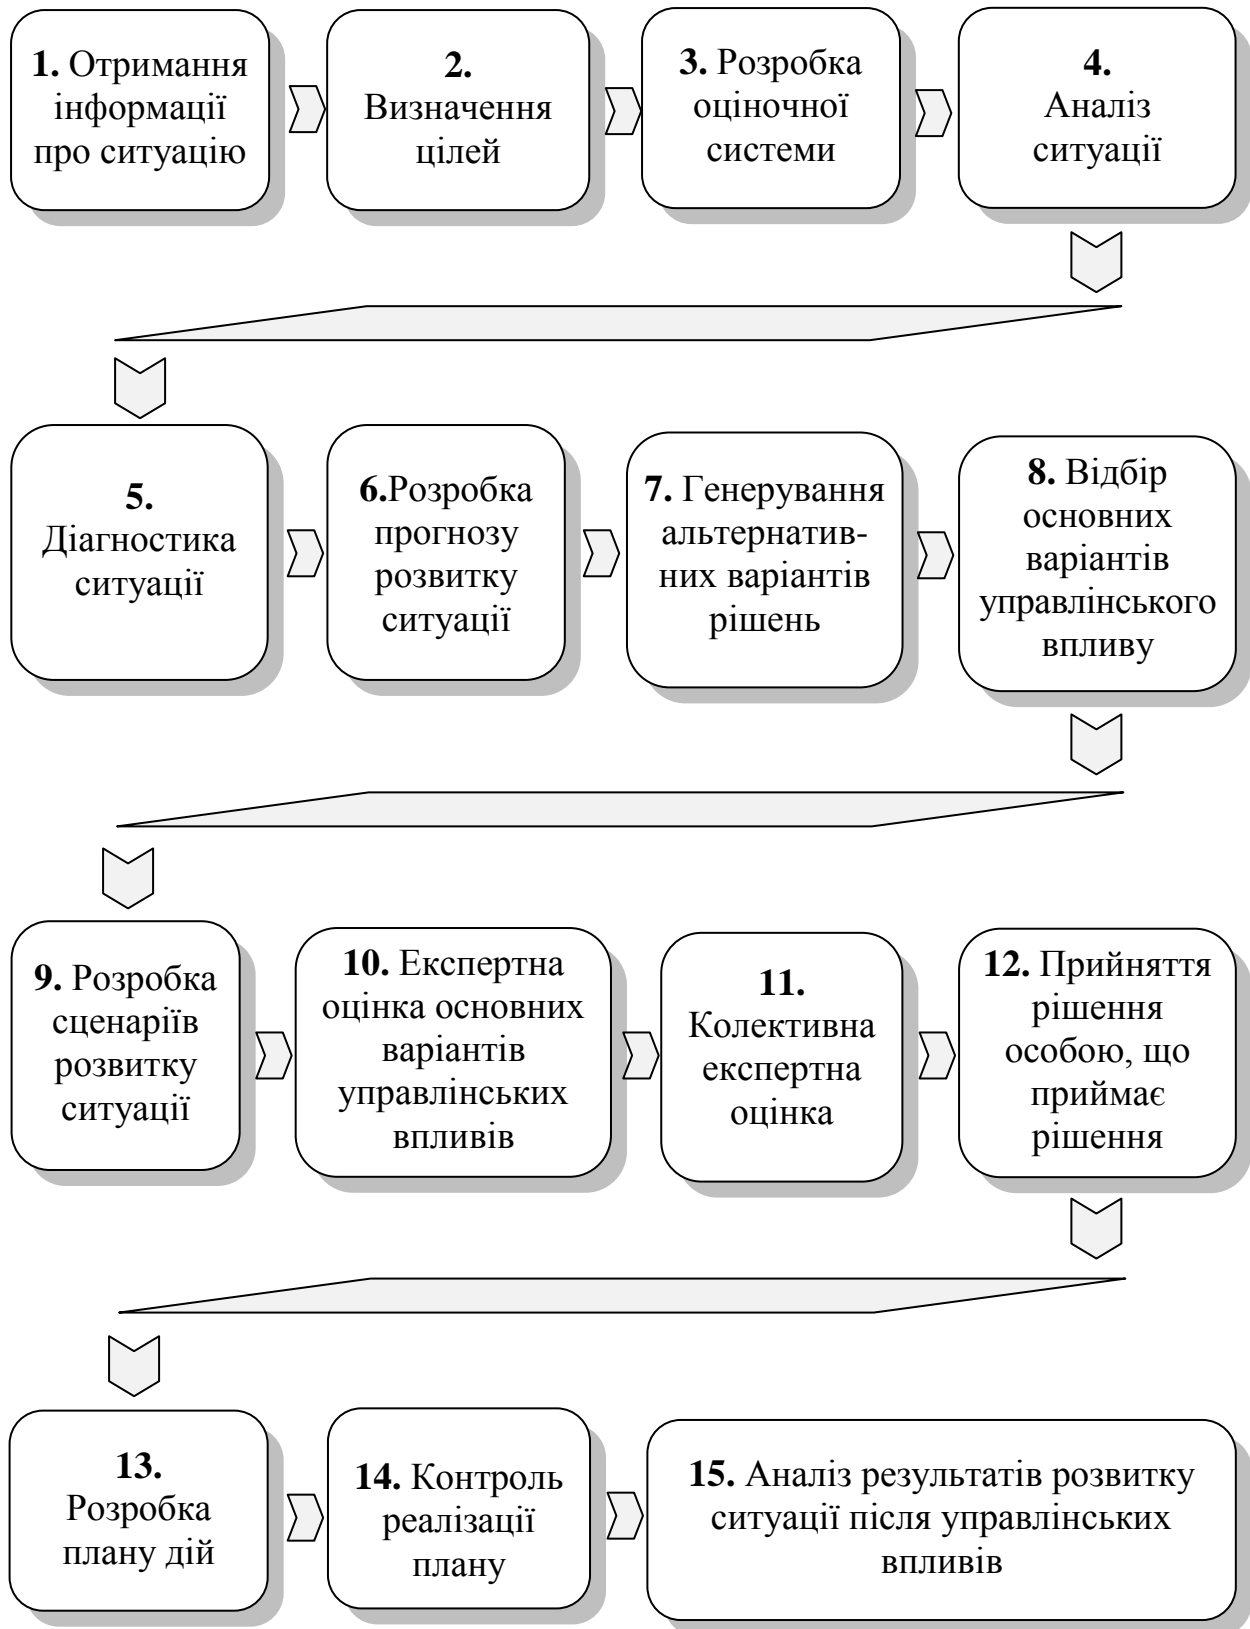 1. Отримання
інформації
про ситуацію
2.
Визначення
цілей
3. Розробка
оціночної
системи
4.
Аналіз
ситуації
5.
Діагностика
ситуації
6.Розробка
прогнозу
розвитку
ситуації
7. Генерування
альтернатив-
них варіантів
рішень
8. Відбір
основних
варіантів
управлінського
впливу
9. Розробка
сценаріїв
розвитку
ситуації
10. Експертна
оцінка основних
варіантів
управлінських
впливів
11.
Колективна
експертна
оцінка
12. Прийняття
рішення
особою, що
приймає
рішення
13.
Розробка
плану дій
14. Контроль
реалізації
плану
15. Аналіз результатів розвитку
ситуації після управлінських
впливів